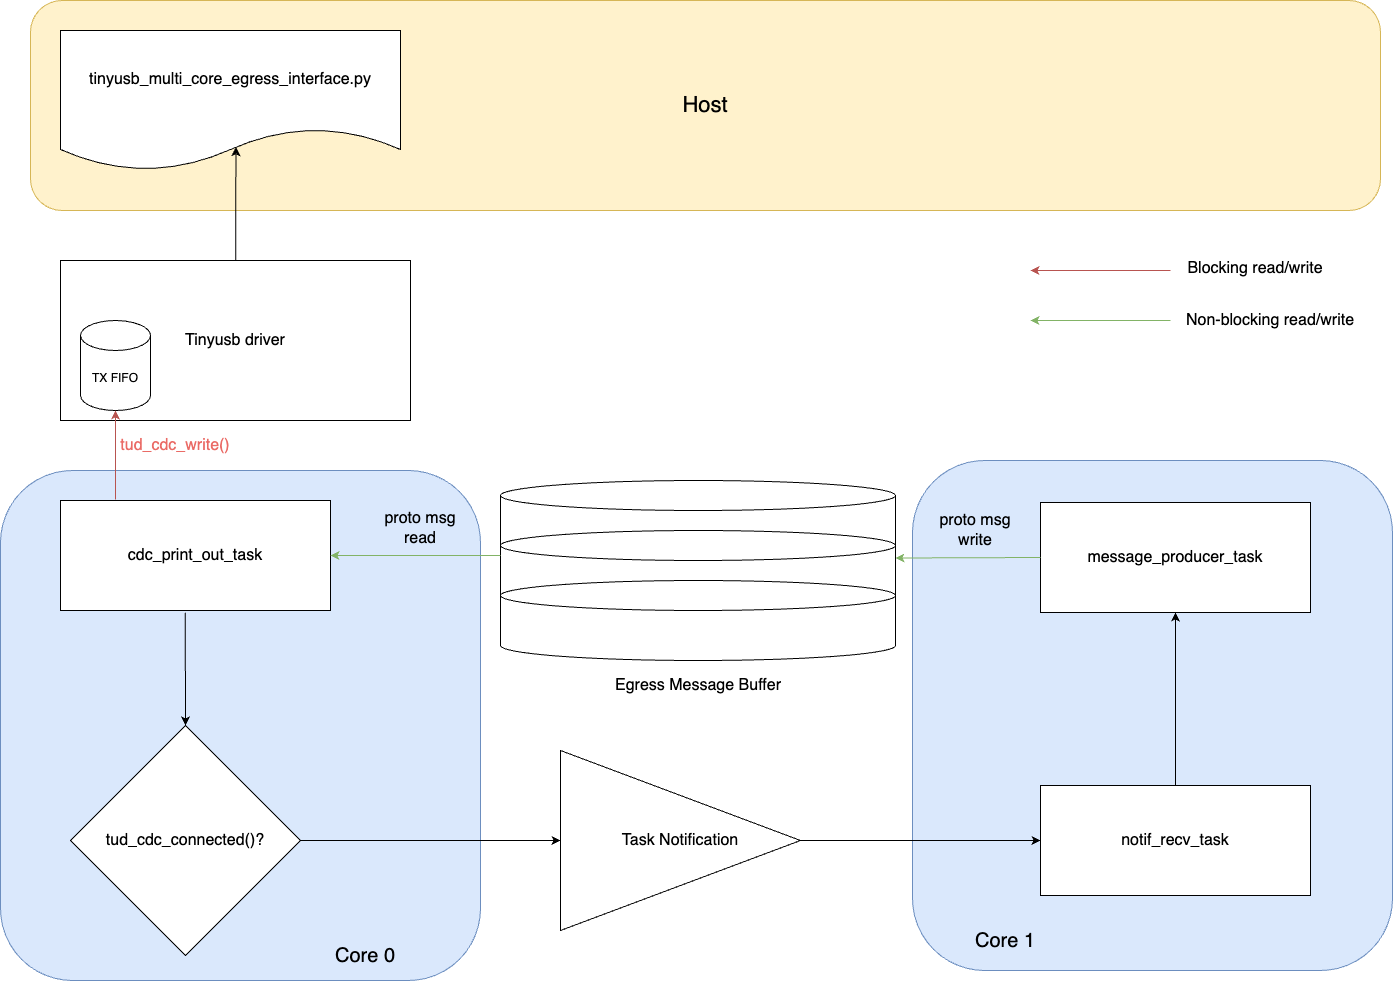 tinyusb_multi_core_egress_interface.py
Host
Blocking read/write
Non-blocking read/write
Tinyusb driver
TX FIFO
tud_cdc_write()
cdc_print_out_task
proto msg
read
proto msg
write
message_producer_task
Egress Message Buffer
tud_cdc_connected()?
Task Notification
notif_recv_task
Core 0
Core 1